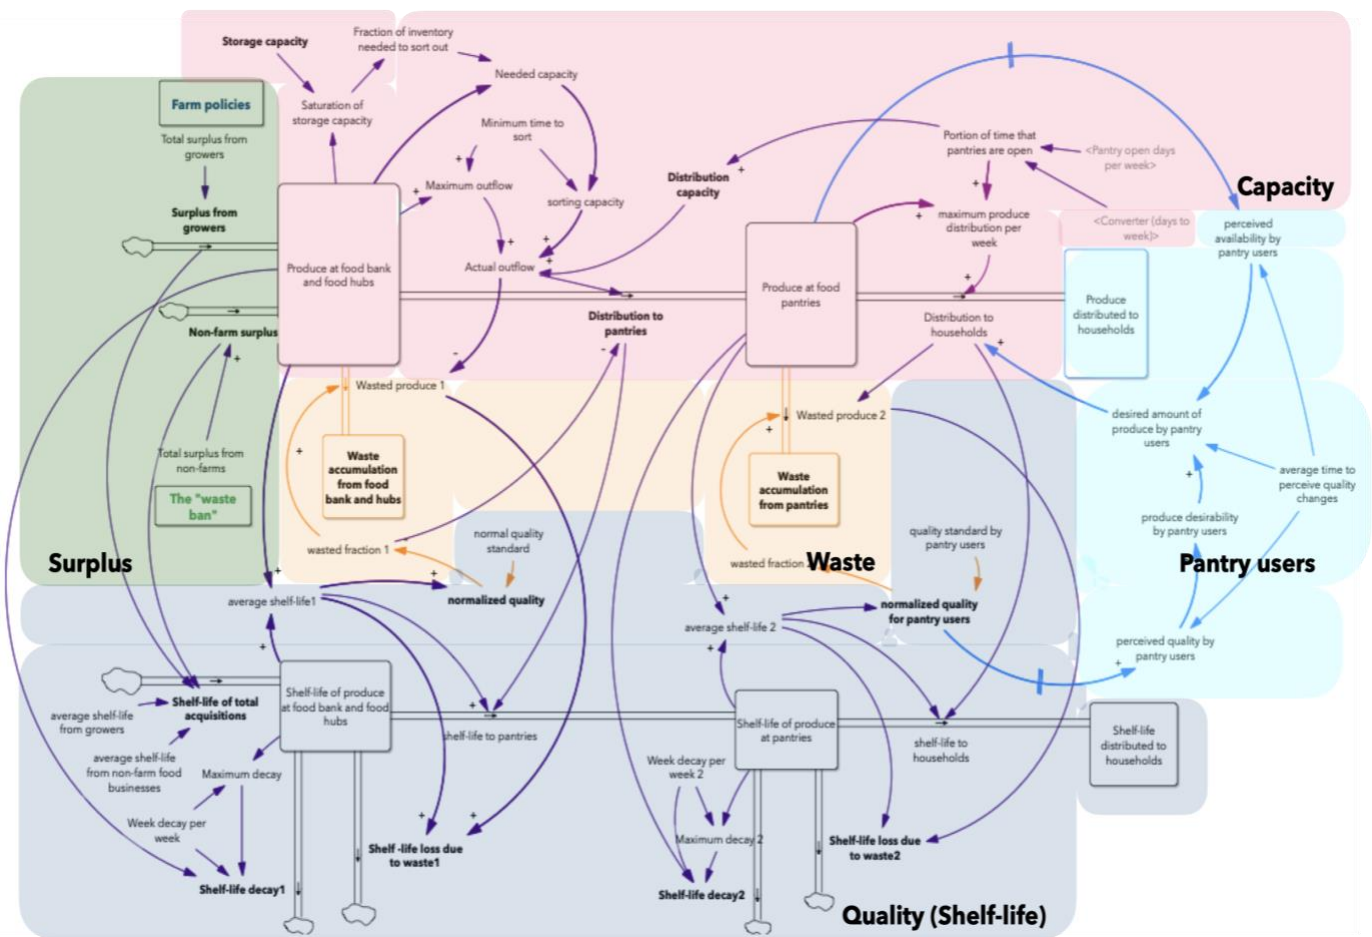 Storage capacity
Fraction of inventory
needed to sort out
Needed capacity
Farm policies
Saturation of
storage capacity
Minimum time to
sort
Total surplus from
growers
Portion of time that
pantries are open
<Pantry open days
per week>
Distribution
capacity
Capacity
Maximum outflow
sorting capacity
Surplus from
growers
maximum produce
distribution per
week
<Converter (days to
week)>
perceived
availability by
pantry users
Produce at food bank
and food hubs
Actual outflow
Produce at food
pantries
Produce
distributed to
households
Non-farm surplus
Distribution to
pantries
Distribution to
households
Wasted produce 1
Wasted produce 2
desired amount of
produce by pantry
users
Total surplus from
non-farms
Waste
accumulation
from food
bank and hubs
Waste
accumulation
from pantries
average time to
perceive quality
changes
The "waste
ban"
produce desirability
by pantry users
normal quality
standard
quality standard by
pantry users
Surplus
wasted fraction 1
wasted fraction
Waste
Pantry users
average shelf-life1
normalized quality
average shelf-life 2
normalized quality
for pantry users
perceived quality by
pantry users
Shelf-life of total
acquisitions
Shelf-life of produce
at food bank and food
hubs
average shelf-life
from growers
shelf-life to pantries
Shelf-life of produce
at pantries
shelf-life to
households
Shelf-life
distributed to
households
average shelf-life
from non-farm food
businesses
Maximum decay
Week decay per
week 2
Week decay per
week
Maximum decay 2
Shelf -life loss due
to waste1
Shelf-life loss due
to waste2
Shelf-life decay1
Shelf-life decay2
Quality (Shelf-life)